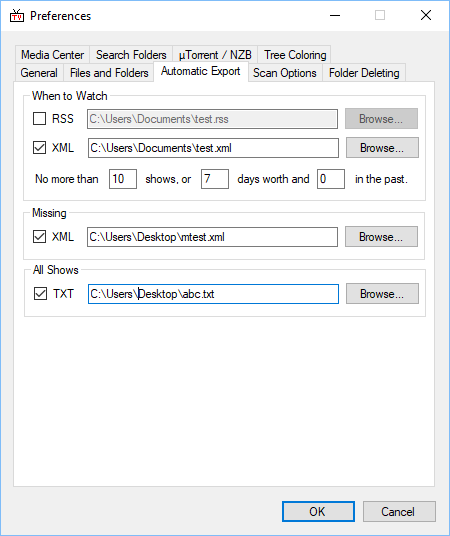 TV
Preferences
Media Center Search Folders µTorrent / NZB Tree Coloring
General Files and Folders Automatic Export Scan Options Folder Deleting
When to Watch
RSS C:\Users\Documents\test.rss Browse...
XML C:\Users\Documents\test.xml Browse...
No more than 10 shows, or 7 days worth and 0 in the past.
Missing
XML C:\Users\Desktop\mtest.xml Browse...
All Shows
TXT C:\Users\Desktop\abc.txt Browse...
OK Cancel